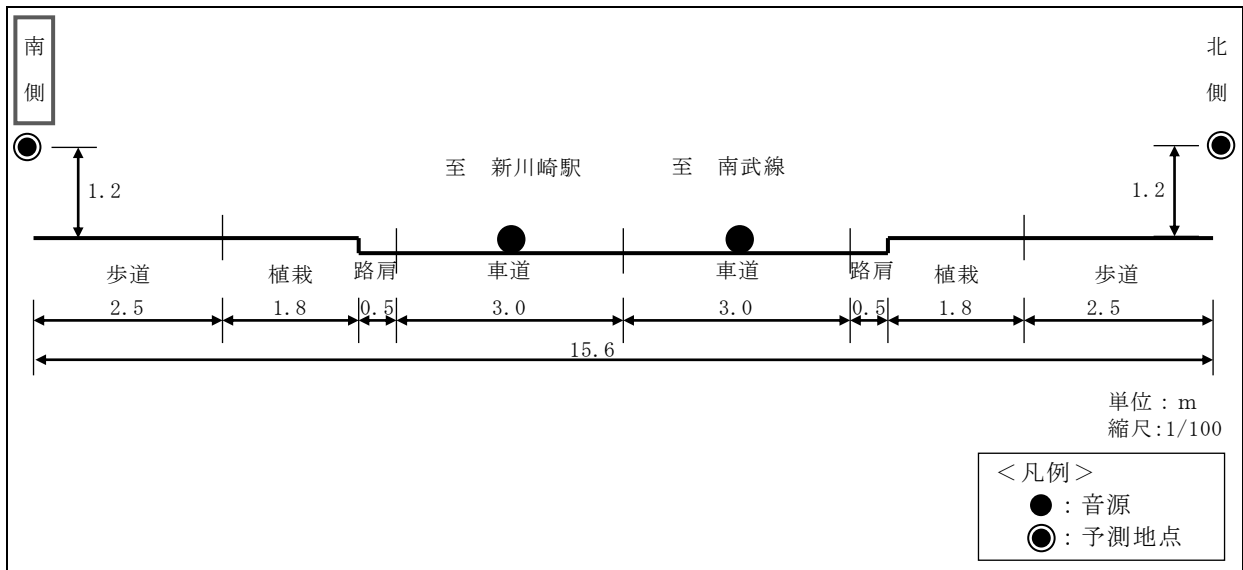 南側
北側
至 新川崎駅
至 南武線
1.2
1.2
歩道
植栽
路肩
車道
車道
路肩
植栽
歩道
2.5
1.8
0.5
3.0
3.0
0.5
1.8
2.5
15.6
単位：m
縮尺:1/100
＜凡例＞
：音源
：予測地点